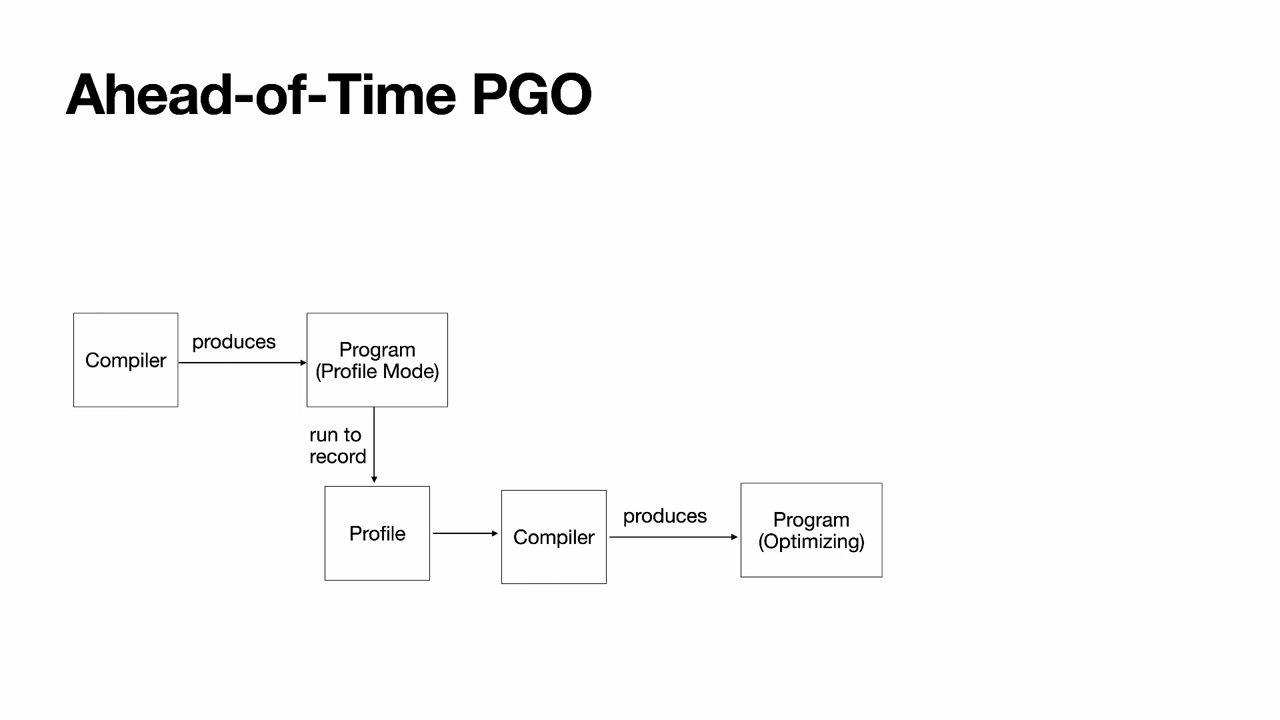 Ahead-of-Time PGO
Compiler
produces
Program
(Profile Mode)
run to
record
Profile
Compiler
produces
Program
(Optimizing)